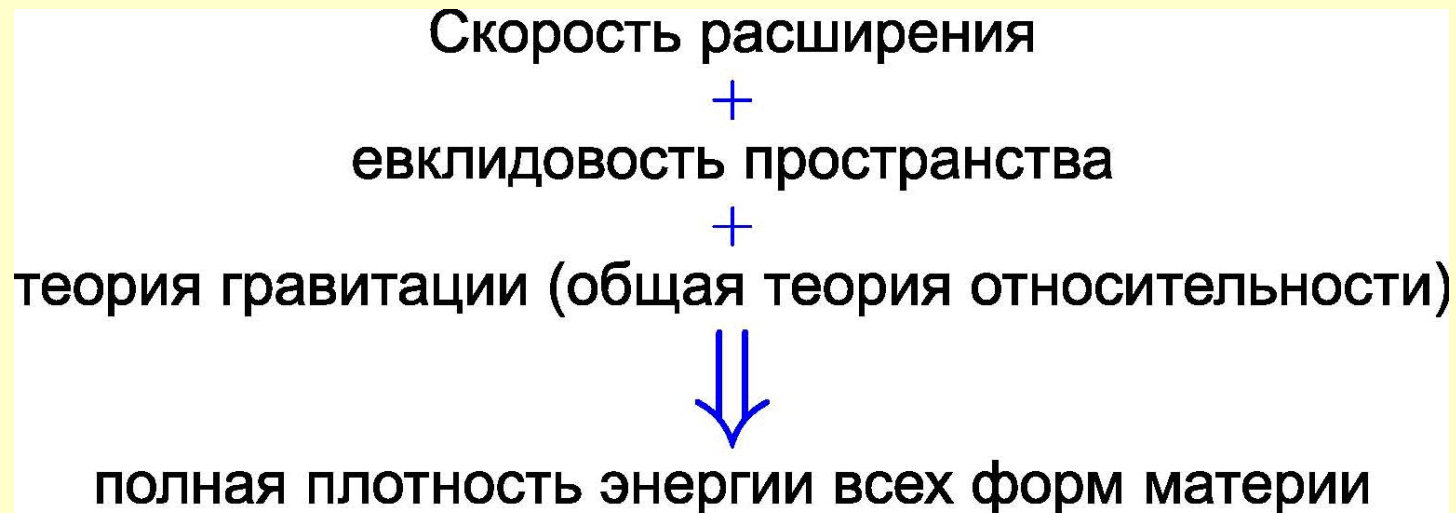 Скорость расширения
+
евклидовость пространства
+
теория гравитации (общая теория относительности)
⇓
полная плотность энергии всех форм материи